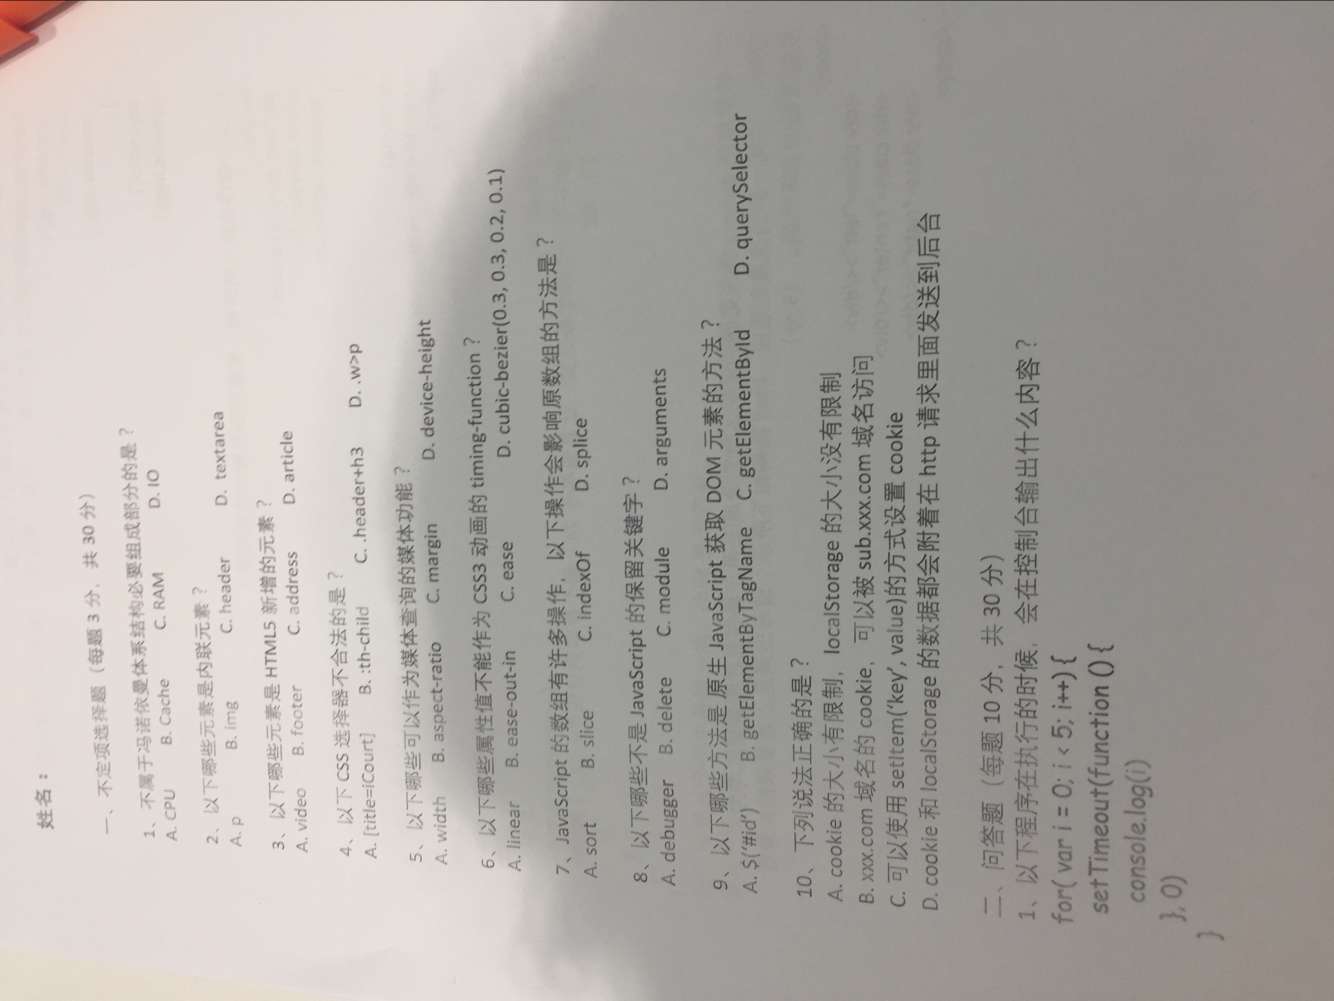 姓名：
一、不定项选择题（每题 3 分，共 30 分）
1、不属于冯诺依曼体系结构必要组成部分的是？
A. CPU B. Cache C. RAM D. IO
2、以下哪些元素是内联元素？
A. p B. img C. header D. textarea
3、以下哪些元素是 HTML5 新增的元素？
A. video B. footer C. address D. article
4、以下 CSS 选择器不合法的是？
A. [title=iCourt] B. :th-child C. .header+h3 D. .w>p
5、以下哪些可以作为媒体查询的媒体功能？
A. width B. aspect-ratio C. margin D. device-height
6、以下哪些属性值不能作为 CSS3 动画的 timing-function？
A. linear B. ease-out-in C. ease D. cubic-bezier(0.3, 0.3, 0.2, 0.1)
7、JavaScript 的数组有许多操作，以下操作会影响原数组的方法是？
A. sort B. slice C. indexOf D. splice
8、以下哪些不是 JavaScript 的保留关键字？
A. debugger B. delete C. module D. arguments
9、以下哪些方法是 原生 JavaScript 获取 DOM 元素的方法？
A. $(‘#id’) B. getElementByTagName C. getElementById D. querySelector
10、下列说法正确的是？
A. cookie 的大小有限制，localStorage 的大小没有限制
B. xxx.com 域名的 cookie，可以被 sub.xxx.com 域名访问
C. 可以使用 setItem(‘key’, value)的方式设置 cookie
D. cookie 和 localStorage 的数据都会附着在 http 请求里面发送到后台
二、问答题（每题 10 分，共 30 分）
1、以下程序在执行的时候，会在控制台输出什么内容？
for( var i = 0; i < 5; i++) {
setTimeout(function () {
console.log(i)
}, 0)
}